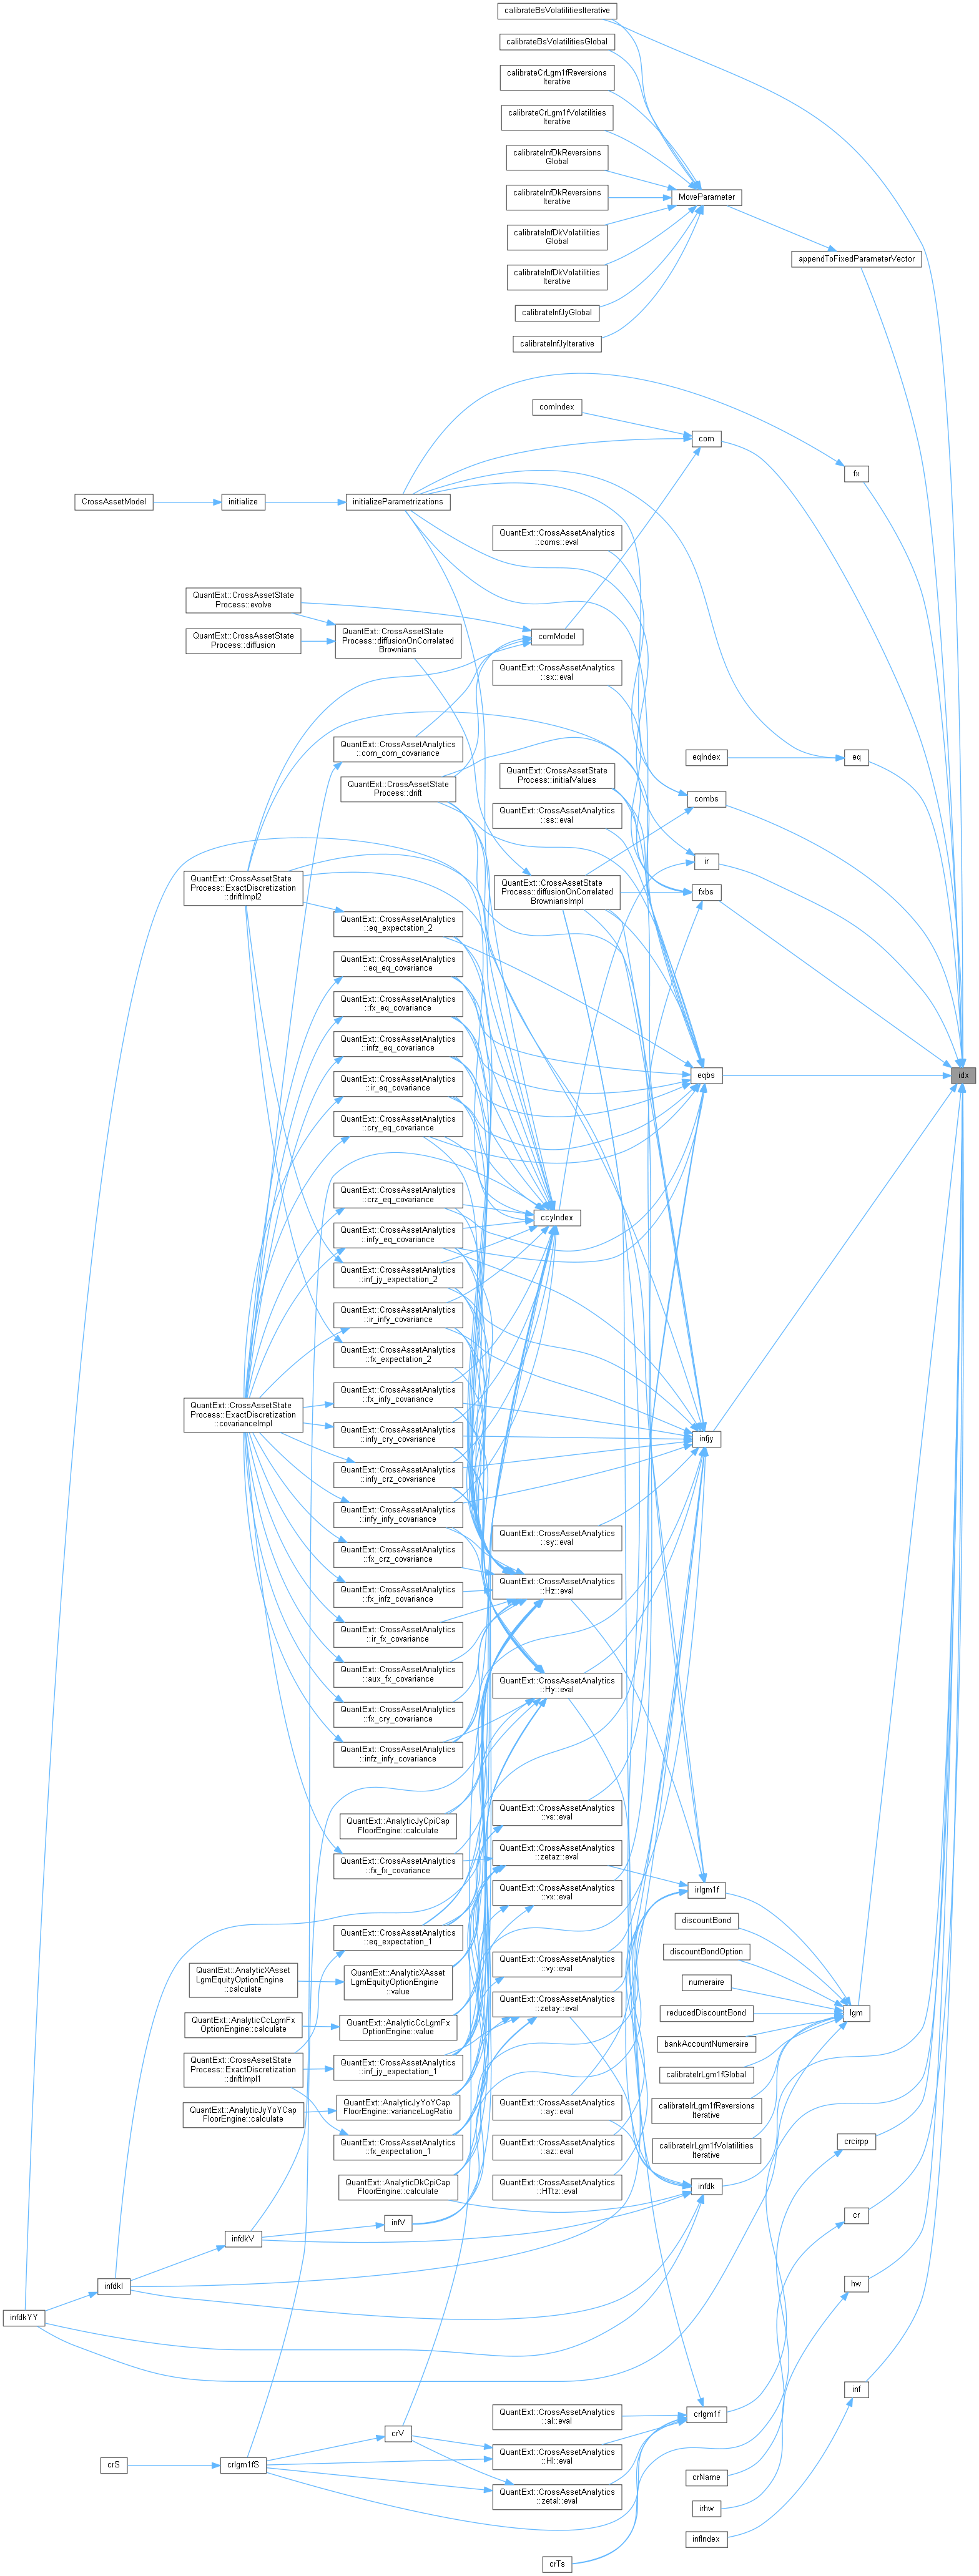 calibrateBsVolatilitiesIterative
calibrateBsVolatilitiesGlobal
calibrateCrLgm1fReversions
Iterative
calibrateCrLgm1fVolatilities
Iterative
calibrateInfDkReversions
Global
calibrateInfDkReversions
Iterative
MoveParameter
calibrateInfDkVolatilities
Global
appendToFixedParameterVector
calibrateInfDkVolatilities
Iterative
calibrateInfJyGlobal
calibrateInfJyIterative
comIndex
com
fx
CrossAssetModel
initialize
initializeParametrizations
QuantExt::CrossAssetAnalytics
::coms::eval
QuantExt::CrossAssetState
Process::evolve
QuantExt::CrossAssetState
Process::diffusion
QuantExt::CrossAssetState
Process::diffusionOnCorrelated
Brownians
comModel
QuantExt::CrossAssetAnalytics
::sx::eval
QuantExt::CrossAssetAnalytics
::com_com_covariance
eqIndex
eq
QuantExt::CrossAssetState
Process::drift
QuantExt::CrossAssetState
Process::initialValues
combs
QuantExt::CrossAssetAnalytics
::ss::eval
ir
QuantExt::CrossAssetState
Process::ExactDiscretization
::driftImpl2
QuantExt::CrossAssetState
Process::diffusionOnCorrelated
BrowniansImpl
fxbs
QuantExt::CrossAssetAnalytics
::eq_expectation_2
QuantExt::CrossAssetAnalytics
::eq_eq_covariance
QuantExt::CrossAssetAnalytics
::fx_eq_covariance
QuantExt::CrossAssetAnalytics
::infz_eq_covariance
QuantExt::CrossAssetAnalytics
::ir_eq_covariance
eqbs
idx
QuantExt::CrossAssetAnalytics
::cry_eq_covariance
QuantExt::CrossAssetAnalytics
::crz_eq_covariance
ccyIndex
QuantExt::CrossAssetAnalytics
::infy_eq_covariance
QuantExt::CrossAssetAnalytics
::inf_jy_expectation_2
QuantExt::CrossAssetAnalytics
::ir_infy_covariance
QuantExt::CrossAssetAnalytics
::fx_expectation_2
QuantExt::CrossAssetAnalytics
::fx_infy_covariance
QuantExt::CrossAssetState
Process::ExactDiscretization
::covarianceImpl
QuantExt::CrossAssetAnalytics
::infy_cry_covariance
infjy
QuantExt::CrossAssetAnalytics
::infy_crz_covariance
QuantExt::CrossAssetAnalytics
::infy_infy_covariance
QuantExt::CrossAssetAnalytics
::sy::eval
QuantExt::CrossAssetAnalytics
::fx_crz_covariance
QuantExt::CrossAssetAnalytics
::Hz::eval
QuantExt::CrossAssetAnalytics
::fx_infz_covariance
QuantExt::CrossAssetAnalytics
::ir_fx_covariance
QuantExt::CrossAssetAnalytics
::aux_fx_covariance
QuantExt::CrossAssetAnalytics
::Hy::eval
QuantExt::CrossAssetAnalytics
::fx_cry_covariance
QuantExt::CrossAssetAnalytics
::infz_infy_covariance
QuantExt::AnalyticJyCpiCap
FloorEngine::calculate
QuantExt::CrossAssetAnalytics
::vs::eval
QuantExt::CrossAssetAnalytics
::fx_fx_covariance
QuantExt::CrossAssetAnalytics
::zetaz::eval
QuantExt::CrossAssetAnalytics
::vx::eval
irlgm1f
discountBond
QuantExt::CrossAssetAnalytics
::eq_expectation_1
discountBondOption
QuantExt::CrossAssetAnalytics
::vy::eval
QuantExt::AnalyticXAsset
LgmEquityOptionEngine
::calculate
QuantExt::AnalyticXAsset
LgmEquityOptionEngine
::value
numeraire
QuantExt::CrossAssetAnalytics
::zetay::eval
reducedDiscountBond
lgm
QuantExt::AnalyticCcLgmFx
OptionEngine::calculate
QuantExt::AnalyticCcLgmFx
OptionEngine::value
bankAccountNumeraire
QuantExt::CrossAssetState
Process::ExactDiscretization
::driftImpl1
QuantExt::CrossAssetAnalytics
::inf_jy_expectation_1
calibrateIrLgm1fGlobal
QuantExt::AnalyticJyYoYCap
FloorEngine::calculate
QuantExt::AnalyticJyYoYCap
FloorEngine::varianceLogRatio
QuantExt::CrossAssetAnalytics
::ay::eval
calibrateIrLgm1fReversions
Iterative
QuantExt::CrossAssetAnalytics
::fx_expectation_1
QuantExt::CrossAssetAnalytics
::az::eval
calibrateIrLgm1fVolatilities
Iterative
crcirpp
QuantExt::AnalyticDkCpiCap
FloorEngine::calculate
QuantExt::CrossAssetAnalytics
::HTtz::eval
infdk
cr
infV
infdkV
infdkI
hw
infdkYY
inf
QuantExt::CrossAssetAnalytics
::al::eval
crlgm1f
crV
QuantExt::CrossAssetAnalytics
::Hl::eval
crS
crlgm1fS
crName
QuantExt::CrossAssetAnalytics
::zetal::eval
irhw
infIndex
crTs